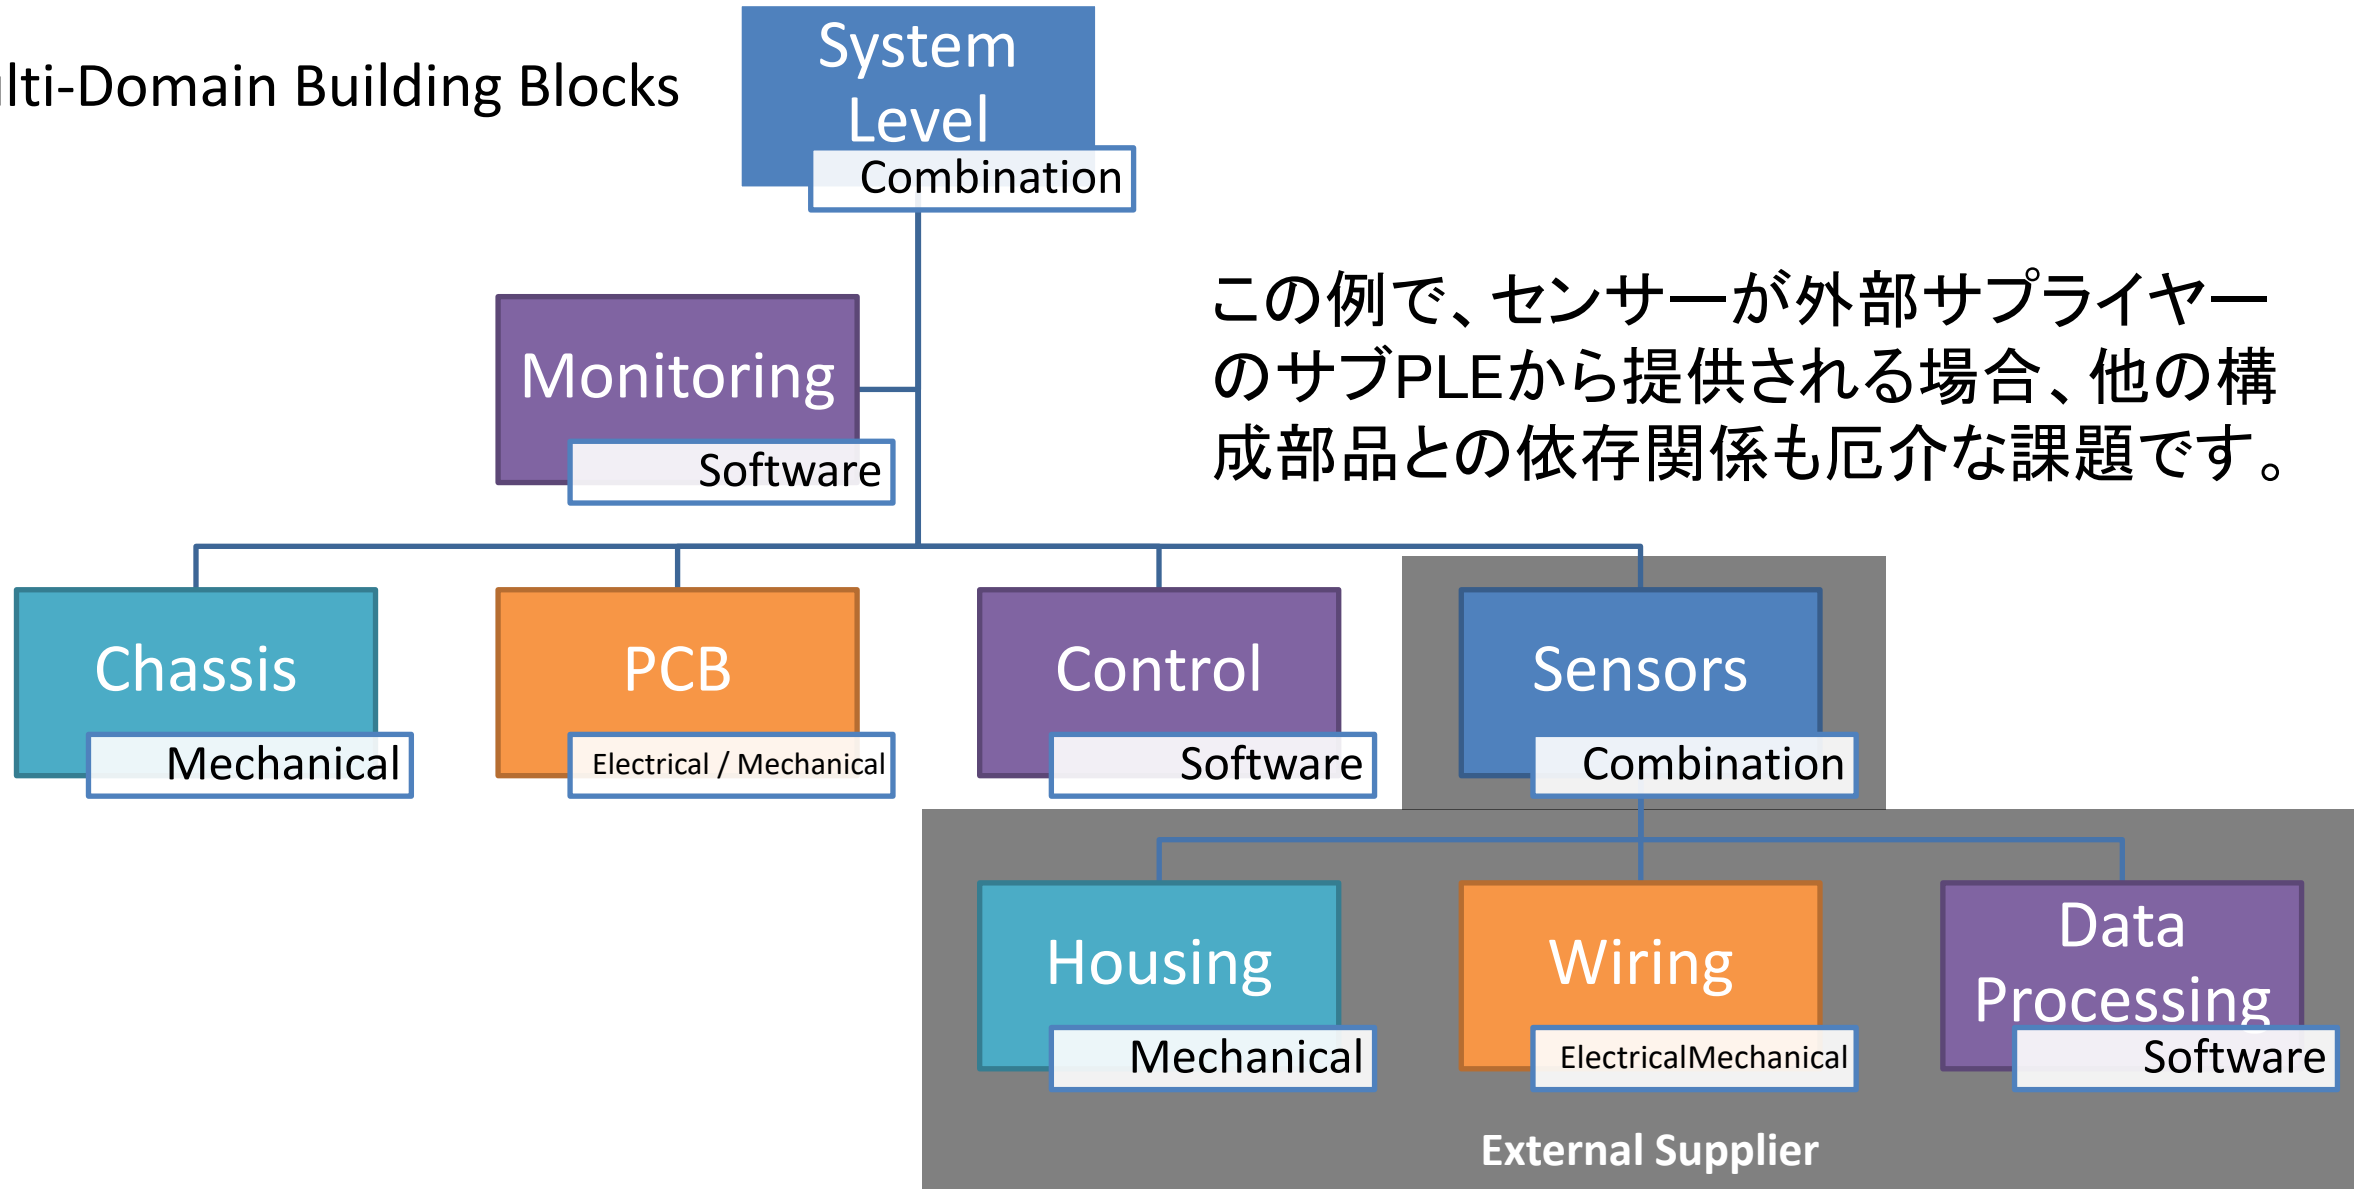 lti-Domain Building Blocks
System
Level
Combination
Monitoring
Software
この例で、センサーが外部サプライヤー
のサブPLEから提供される場合、他の構
成部品との依存関係も厄介な課題です。
Chassis
Mechanical
PCB
Electrical / Mechanical
Control
Software
Sensors
Combination
Housing
Mechanical
Wiring
ElectricalMechanical
Data
Processing
Software
External Supplier